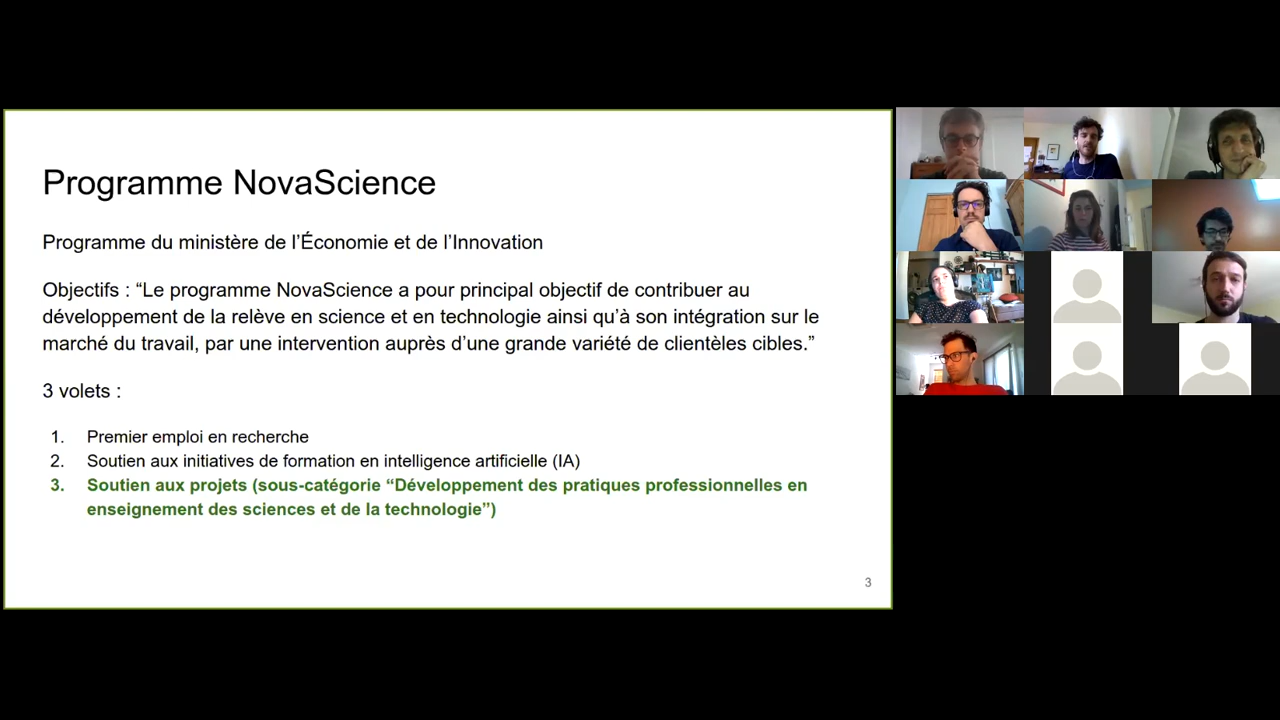 Programme NovaScience
Programme du ministère de l’Économie et de l’Innovation
Objectifs : “Le programme NovaScience a pour principal objectif de contribuer au
développement de la relève en science et en technologie ainsi qu’à son intégration sur le
marché du travail, par une intervention auprès d’une grande variété de clientèles cibles.”
3 volets :
1. Premier emploi en recherche
2. Soutien aux initiatives de formation en intelligence artificielle (IA)
3. Soutien aux projets (sous-catégorie “Développement des pratiques professionnelles en
enseignement des sciences et de la technologie”)
3